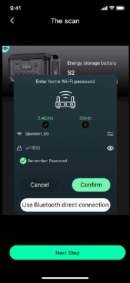 9:41
The scan
Energy storage battery
S2
Enter home Wi-Fi password
2.4GHz
5GHz
Remember Password
Cancel
Confirm
Use Bluetooth direct connection
Next Step